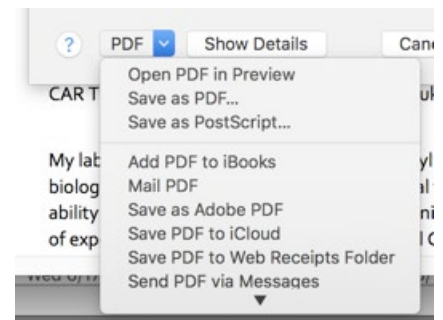 ? PDF Show Details
Open PDF in Preview
Save as PDF...
Save as PostScript...
CAR T
Add PDF to iBooks
My lab
Mail PDF
Save as Adobe PDF
ability
Save PDF to iCloud
of exp
Save PDF to Web Receipts Folder
Send PDF via Messages